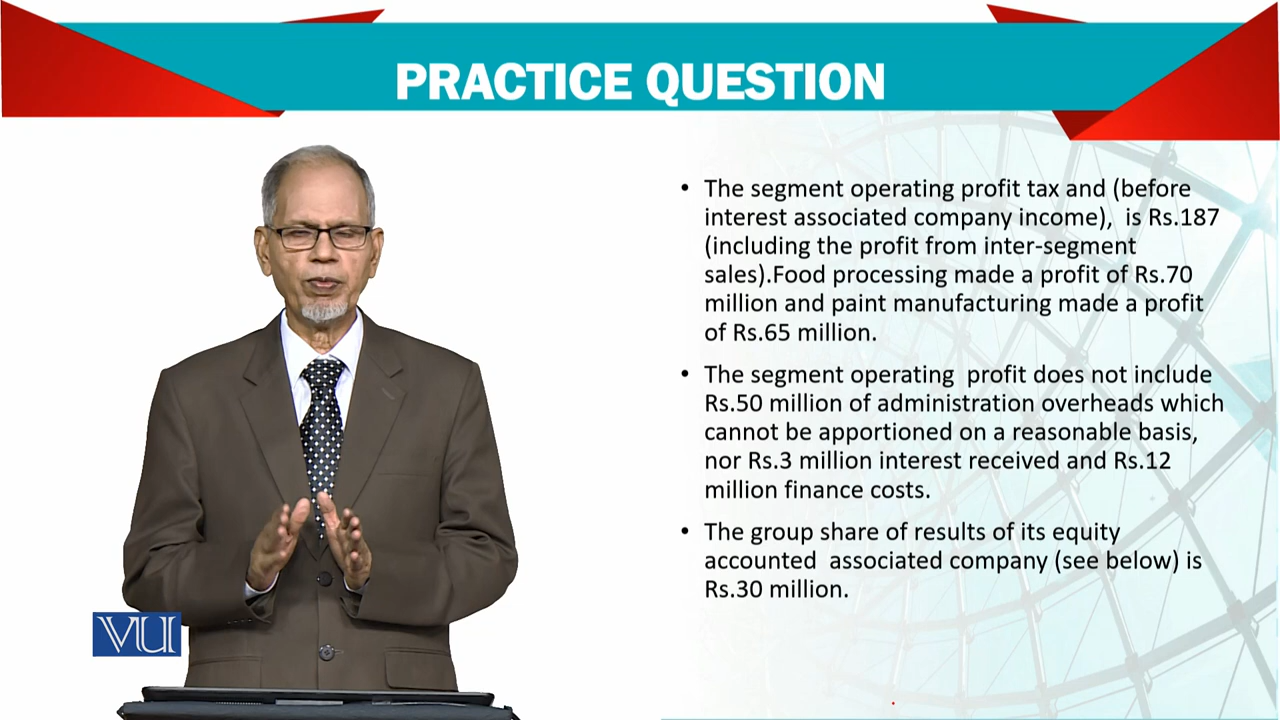 PRACTICE QUESTION
• The segment operating profit tax and (before
interest associated company income), is Rs.187
(including the profit from inter-segment
sales).Food processing made a profit of Rs.70
million and paint manufacturing made a profit
of Rs.65 million.
• The segment operating profit does not include
Rs.50 million of administration overheads which
cannot be apportioned on a reasonable basis,
nor Rs.3 million interest received and Rs.12
million finance costs.
• The group share of results of its equity
accounted associated company (see below) is
Rs.30 million.
VU